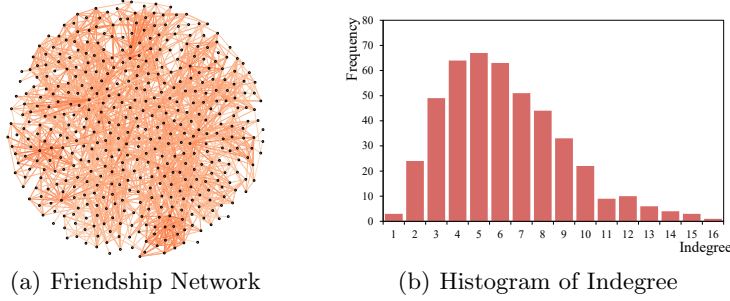 Frequency
80
70
60
50
40
30
20
10
0
1 2 3 4 5 6 7 8 9 10 11 12 13 14 15 16
Indegree
(a) Friendship Network
(b) Histogram of Indegree